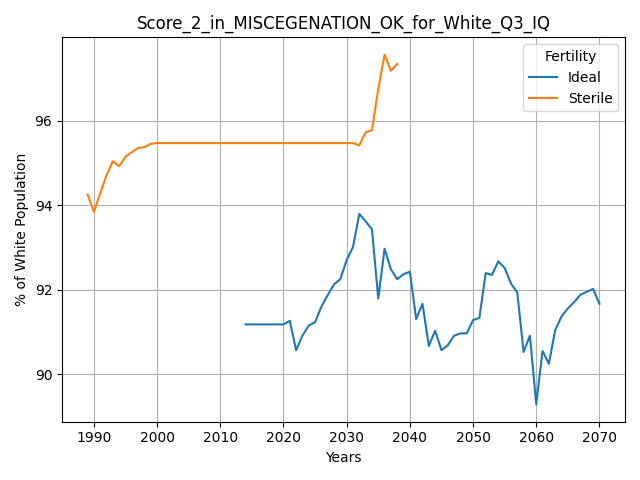 Score_2_in_MISCEGENATION_OK_for_White_Q3_IQ
Fertility
Ideal
Sterile
% of White Population
96
94
92
90
1990 2000 2010 2020 2030 2040 2050 2060 2070
Years